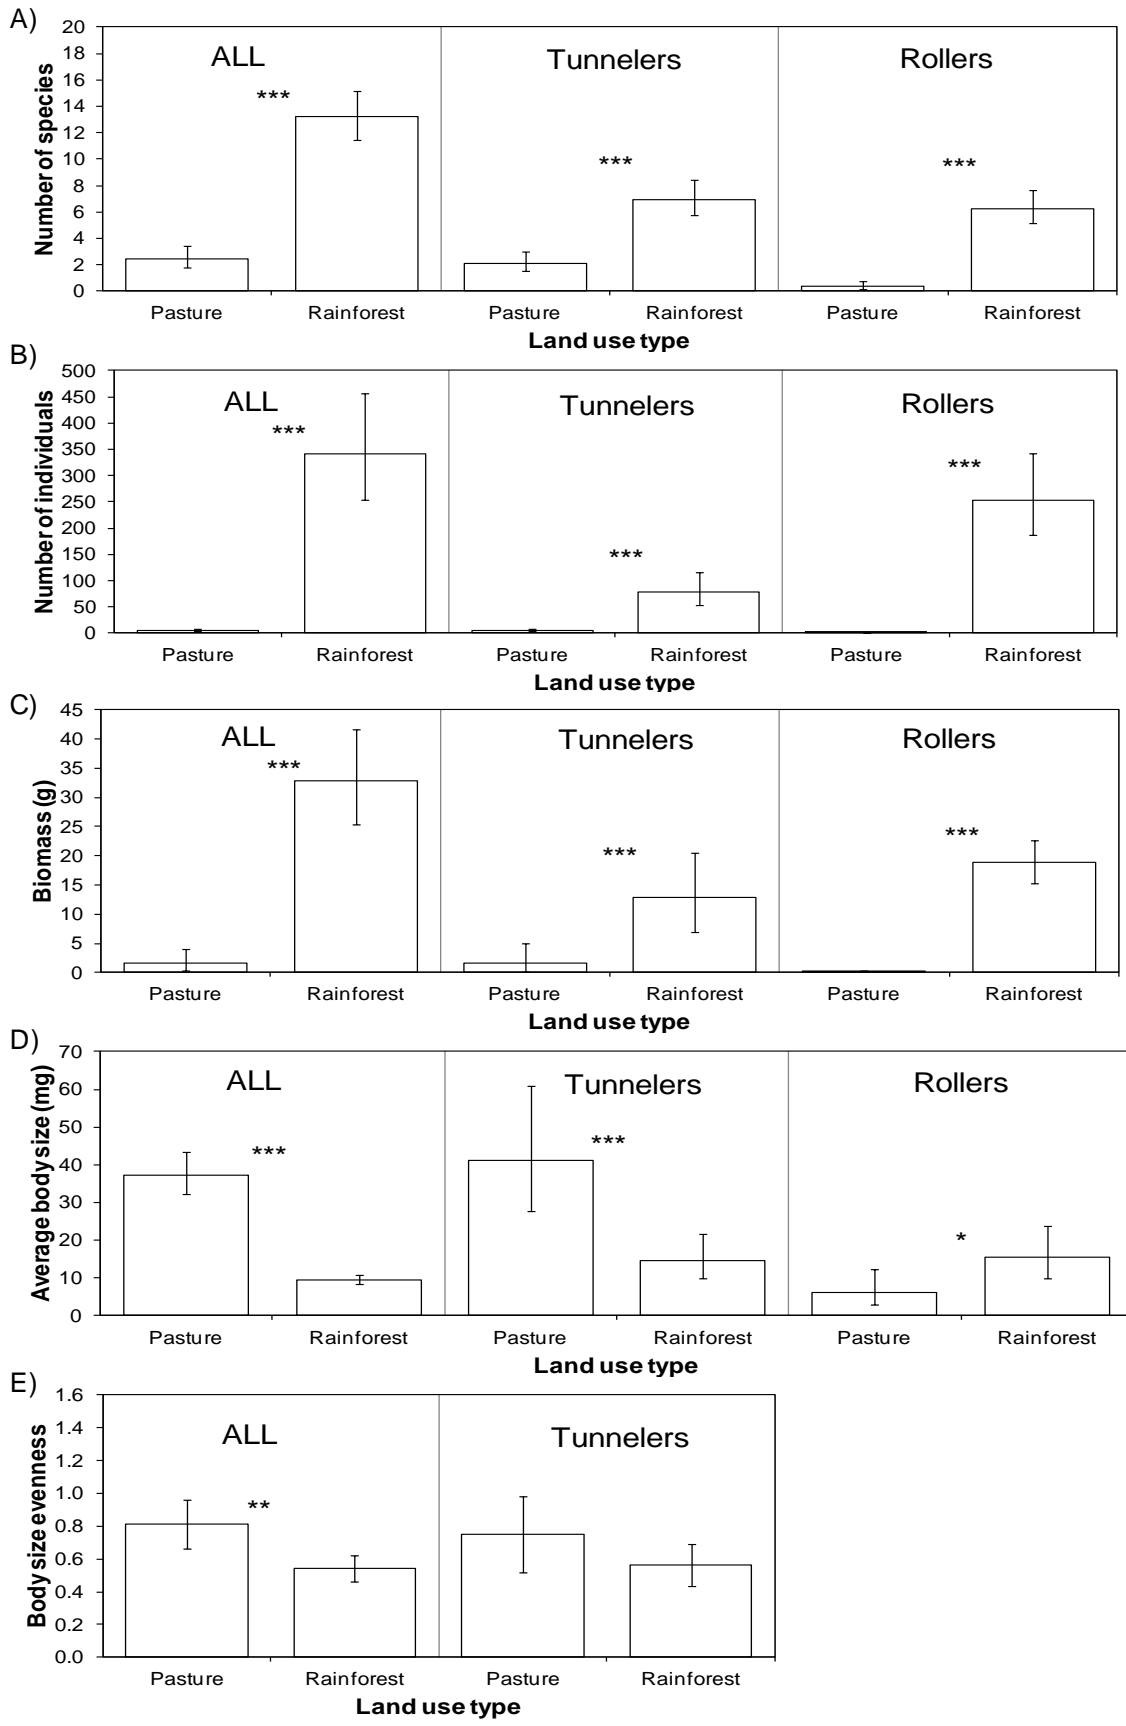 A)
Number of species
20
18
16
14
12
10
8
6
4
2
0
ALL
Tunnelers
Rollers
***
***
***
Pasture Rainforest Pasture Rainforest Pasture Rainforest
Land use type
B)
Number of individuals
500
450
400
350
300
250
200
150
100
50
0
ALL
Tunnelers
Rollers
***
***
***
Pasture Rainforest Pasture Rainforest Pasture Rainforest
Land use type
C)
Biomass (g)
45
40
35
30
25
20
15
10
5
0
ALL
Tunnelers
Rollers
***
***
***
Pasture Rainforest Pasture Rainforest Pasture Rainforest
Land use type
D)
Average body size (mg)
70
60
50
40
30
20
10
0
ALL
Tunnelers
Rollers
***
***
*
Pasture Rainforest Pasture Rainforest Pasture Rainforest
Land use type
E)
Body size evenness
1.6
1.4
1.2
1.0
0.8
0.6
0.4
0.2
0.0
ALL
Tunnelers
**
Pasture Rainforest Pasture Rainforest
Land use type